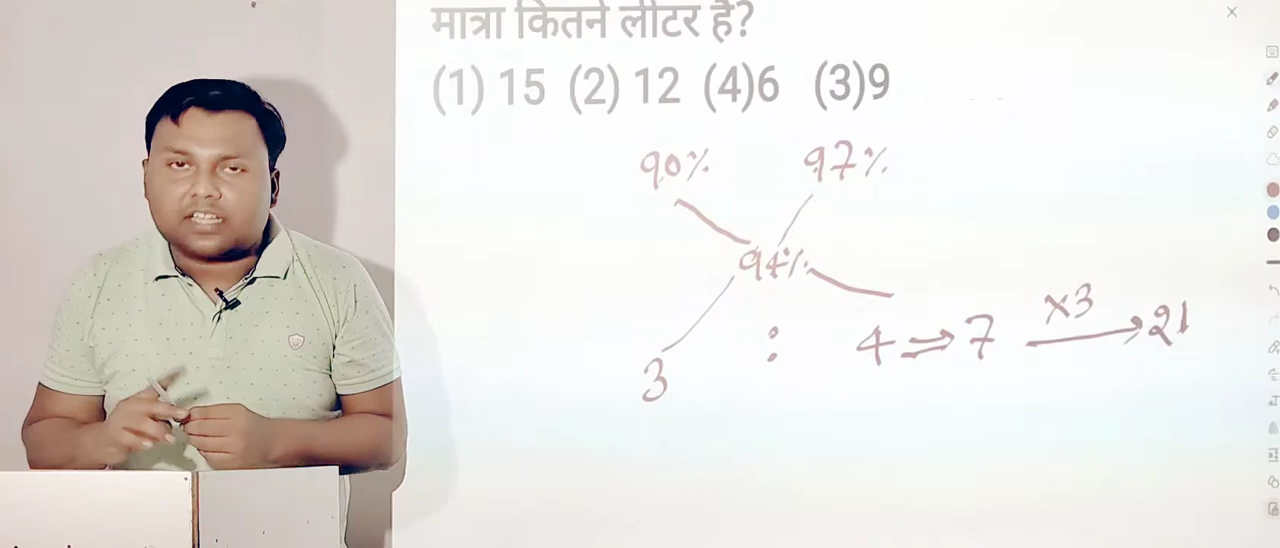 मात्रा कितने लीटर है?
(1) 15 (2) 12 (4)6 (3)9
90% 97%
94%
3 : 4 ⇒ 7 ×3 → 21